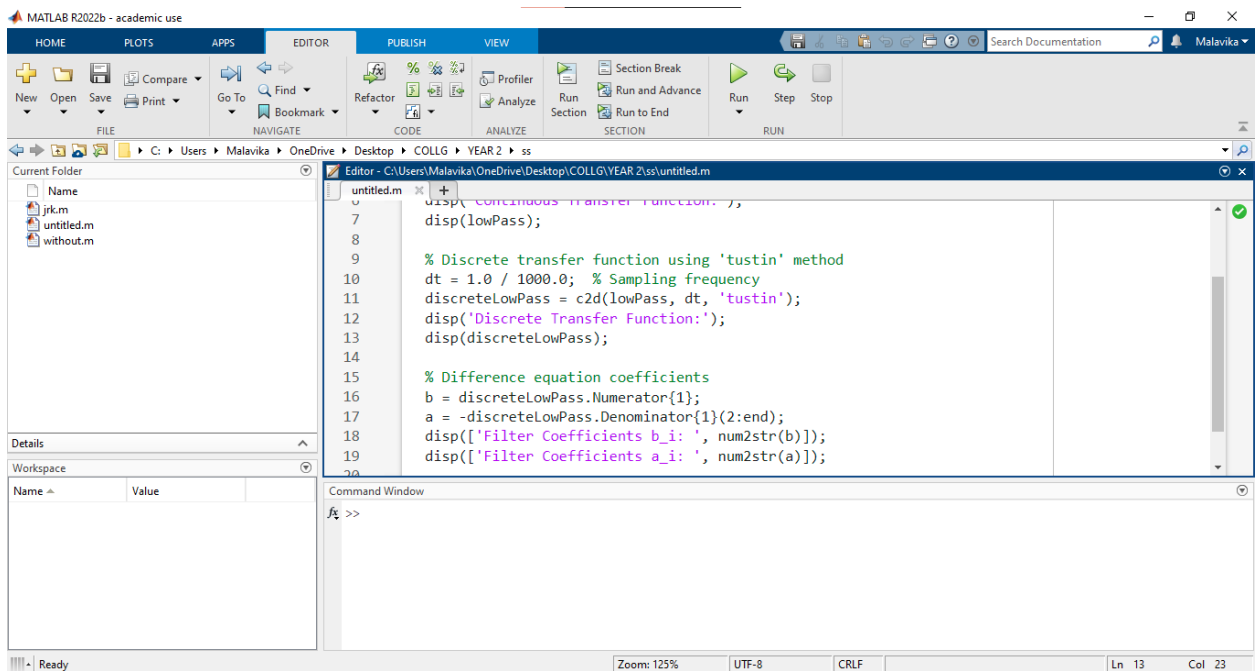 MATLAB R2022b - academic use
HOME PLOTS APPS EDITOR PUBLISH VIEW
Search Documentation
Malavika
New Open Save
Compare
Print
Go To
Find
Bookmark
Refactor
Profiler
Analyze
Run Section
Section Break
Run and Advance
Run to End
Run Step Stop
FILE NAVIGATE CODE ANALYZE SECTION RUN
C: Users Malavika OneDrive Desktop COLLG YEAR 2 ss
Current Folder
Name
jrk.m
untitled.m
without.m
Details
Workspace
Name Value
Editor - C:\Users\Malavika\OneDrive\Desktop\COLLG\YEAR 2\ss\untitled.m
untitled.m
6 disp('Continuous Transfer Function:');
7 disp(lowPass);
8
9 % Discrete transfer function using 'tustin' method
10 dt = 1.0 / 1000.0; % Sampling frequency
11 discreteLowPass = c2d(lowPass, dt, 'tustin');
12 disp('Discrete Transfer Function:');
13 disp(discreteLowPass);
14
15 % Difference equation coefficients
16 b = discreteLowPass.Numerator{1};
17 a = -discreteLowPass.Denominator{1}(2:end);
18 disp(['Filter Coefficients b_i: ', num2str(b)]);
19 disp(['Filter Coefficients a_i: ', num2str(a)]);
20
Command Window
fx >>
Ready
Zoom: 125% UTF-8 CRLF Ln 13 Col 23